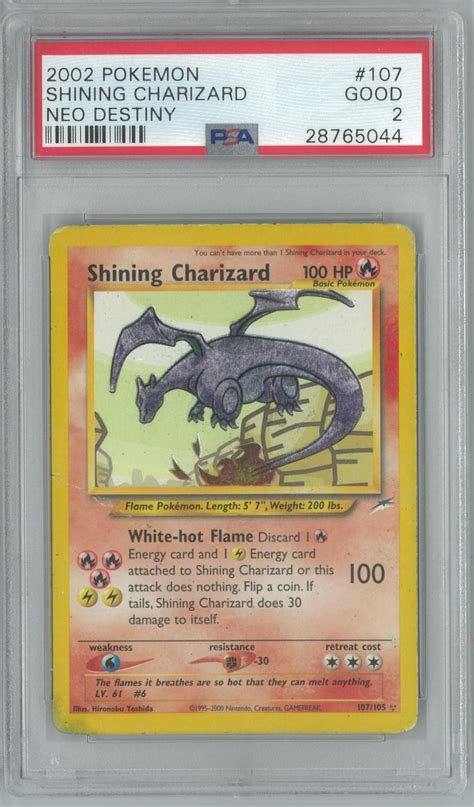 2002 POKEMON #107
SHINING CHARIZARD GOOD
NEO DESTINY 2
PSA 28765044
You can't have more than 1 Shining Charizard in your deck.
Shining Charizard 100 HP
Basic Pokémon
Flame Pokémon. Length: 5' 7", Weight: 200 lbs.
White-hot Flame Discard 1
Energy card and 1 Energy card
attached to Shining Charizard or this
attack does nothing. Flip a coin. If
tails, Shining Charizard does 30
damage to itself.
100
weakness resistance retreat cost
-30
The flames it breathes are so hot that they can melt anything.
LV. 61 #6
Illus. Hironobu Yoshida ©1995-2000 Nintendo, Creatures, GAMEFREAK. 107/105